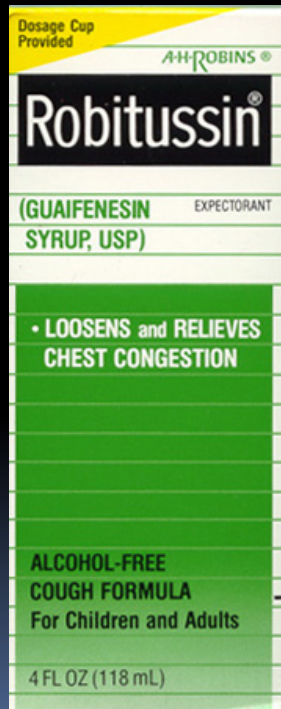 Dosage Cup
Provided
A·H·ROBINS ®
Robitussin®
(GUAIFENESIN EXPECTORANT
SYRUP, USP)
• LOOSENS and RELIEVES
CHEST CONGESTION
ALCOHOL-FREE
COUGH FORMULA
For Children and Adults
4 FL OZ (118 mL)